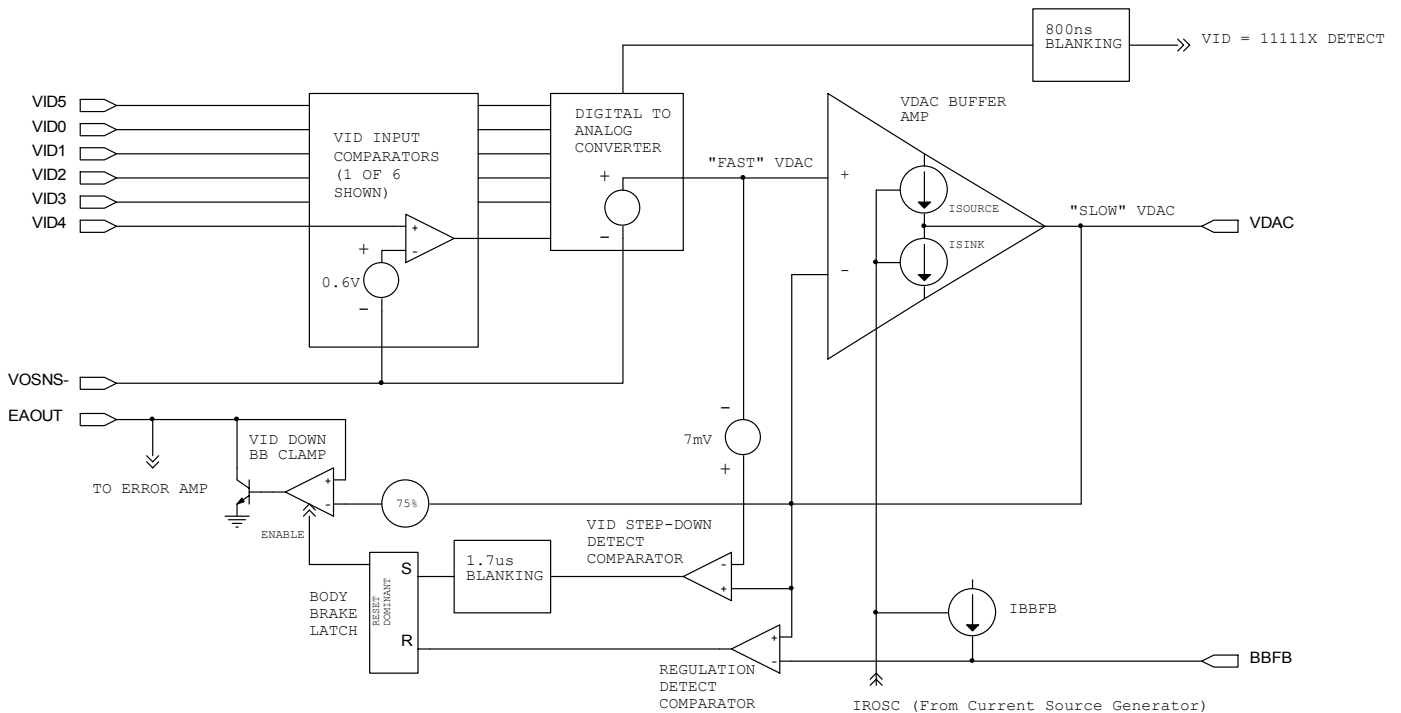 800ns
BLANKING
VID = 11111X DETECT
VID5
VID0
VID1
VID2
VID3
VID4
VID INPUT
COMPARATORS
(1 OF 6
SHOWN)
+
-
+
0.6V
-
DIGITAL TO
ANALOG
CONVERTER
+
-
"FAST" VDAC
VDAC BUFFER
AMP
+
-
ISOURCE
ISINK
"SLOW" VDAC
VDAC
VOSNS-
EAOUT
TO ERROR AMP
VID DOWN
BB CLAMP
+
-
ENABLE
75%
-
7mV
+
VID STEP-DOWN
DETECT
COMPARATOR
-
+
1.7us
BLANKING
BODY
BRAKE
LATCH
RESET
DOMINANT
S
R
+
-
REGULATION
DETECT
COMPARATOR
IBBFB
BBFB
IROSC (From Current Source Generator)